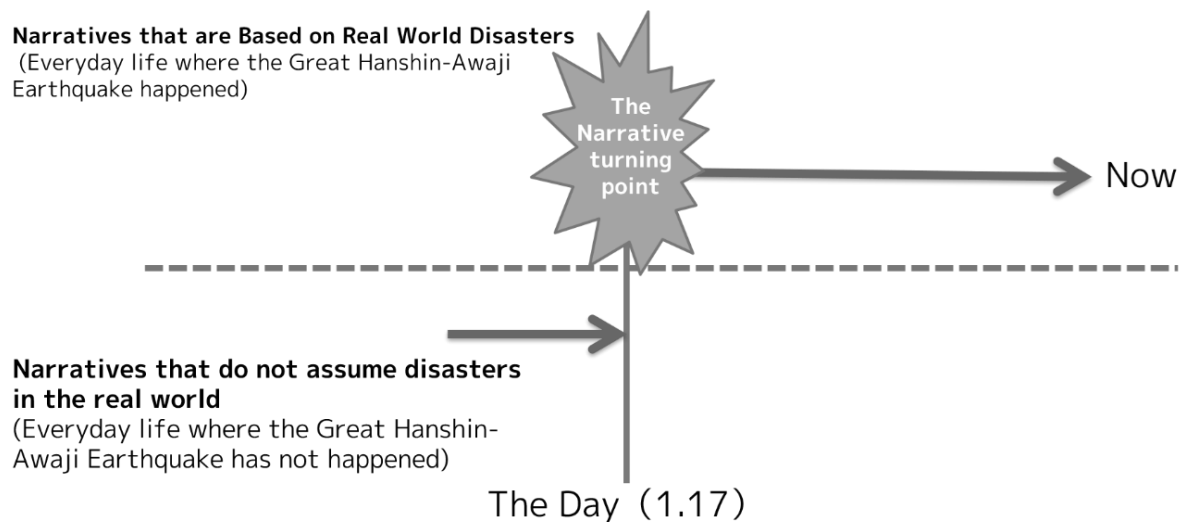 Narratives that are Based on Real World Disasters
(Everyday life where the Great Hanshin-Awaji
Earthquake happened)
The
Narrative
turning
point
Now
Narratives that do not assume disasters
in the real world
(Everyday life where the Great Hanshin-
Awaji Earthquake has not happened)
The Day（1.17）